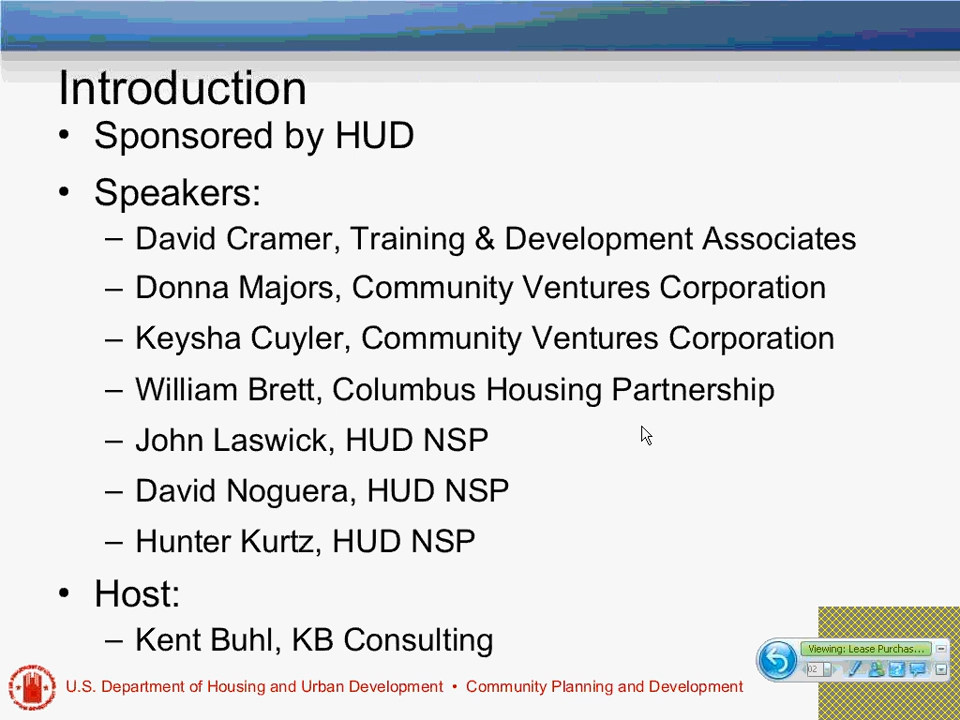 Introduction
• Sponsored by HUD
• Speakers:
– David Cramer, Training & Development Associates
– Donna Majors, Community Ventures Corporation
– Keysha Cuyler, Community Ventures Corporation
– William Brett, Columbus Housing Partnership
– John Laswick, HUD NSP
– David Noguera, HUD NSP
– Hunter Kurtz, HUD NSP
• Host:
– Kent Buhl, KB Consulting
Viewing: Lease Purchas...
02
U.S. Department of Housing and Urban Development • Community Planning and Development